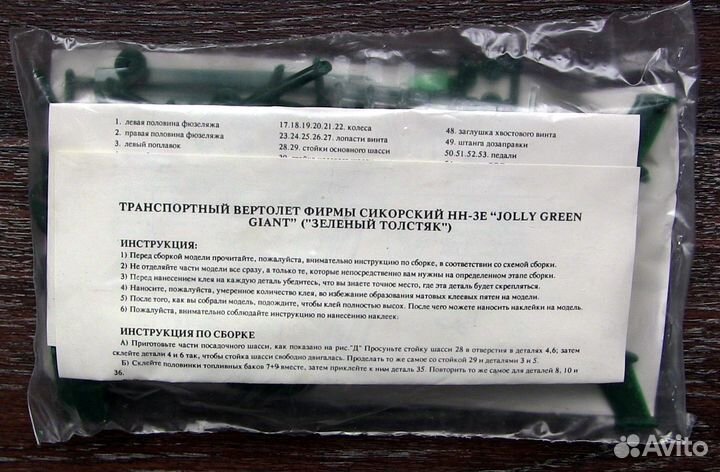 1. левая половина фюзеляжа 17.18.19.20.21.22. колеса 48. заглушка хвостового винта
2. правая половина фюзеляжа 23.24.25.26.27. лопасти винта 49. штанга дозаправки
3. левый поплавок 28.29. стойки основного шасси 50.51.52.53. педали
ТРАНСПОРТНЫЙ ВЕРТОЛЕТ ФИРМЫ СИКОРСКИЙ НН-3Е “JOLLY GREEN
GIANT” ("ЗЕЛЕНЫЙ ТОЛСТЯК")
ИНСТРУКЦИЯ:
1) Перед сборкой модели прочитайте, пожалуйста, внимательно инструкцию по сборке, в соответствии со схемой сборки.
2) Не отделяйте части модели все сразу, а только те, которые непосредственно вам нужны на определенном этапе сборки.
3) Перед нанесением клея на каждую деталь убедитесь, что вы знаете точное место, где эта деталь будет скрепляться.
4) Наносите, пожалуйста, умеренное количество клея, во избежание образования матовых клеевых пятен на модели.
5) После того, как вы собрали модель, подождите, чтобы клей полностью высох. После чего можете наносить наклейки на модель.
6) Пожалуйста, внимательно соблюдайте инструкцию по нанесению наклеек:
ИНСТРУКЦИЯ ПО СБОРКЕ
А) Приготовьте части посадочного шасси, как показано на рис."Д" Просуньте стойку шасси 28 в отверстия в деталях 4,6; затем
склейте детали 4 и 6 так, чтобы стойка шасси свободно двигалась. Проделать то же самое со стойкой 29 и деталями 3 и 5.
Б) Склейте половинки топливных баков 7+9 вместе, затем приклейте к ним деталь 35. Повторить то же самое для деталей 8, 10 и
36.
Avito